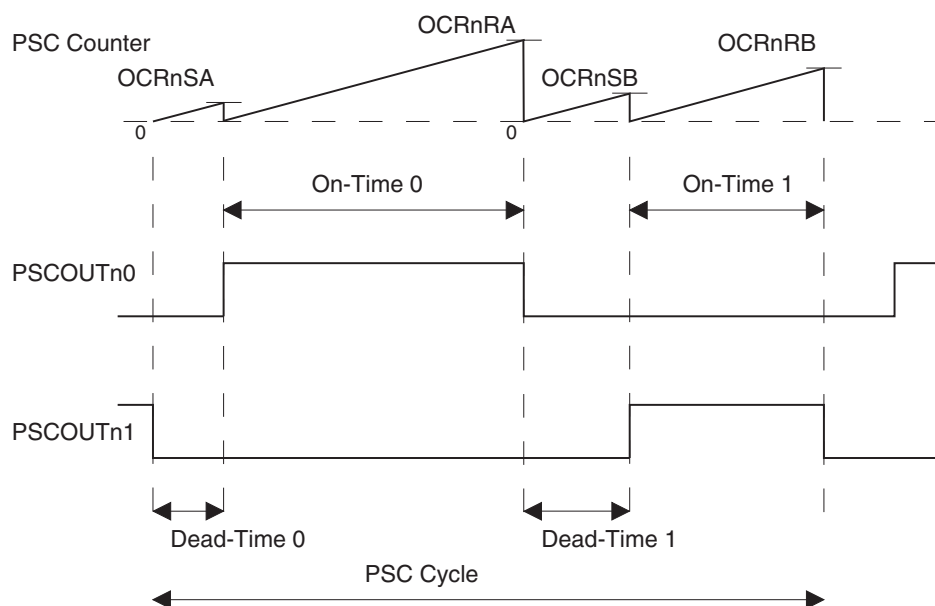 OCRnRA
PSC Counter
OCRnRB
OCRnSA
OCRnSB
0
0
On-Time 0
On-Time 1
PSCOUTn0
PSCOUTn1
Dead-Time 0
Dead-Time 1
PSC Cycle